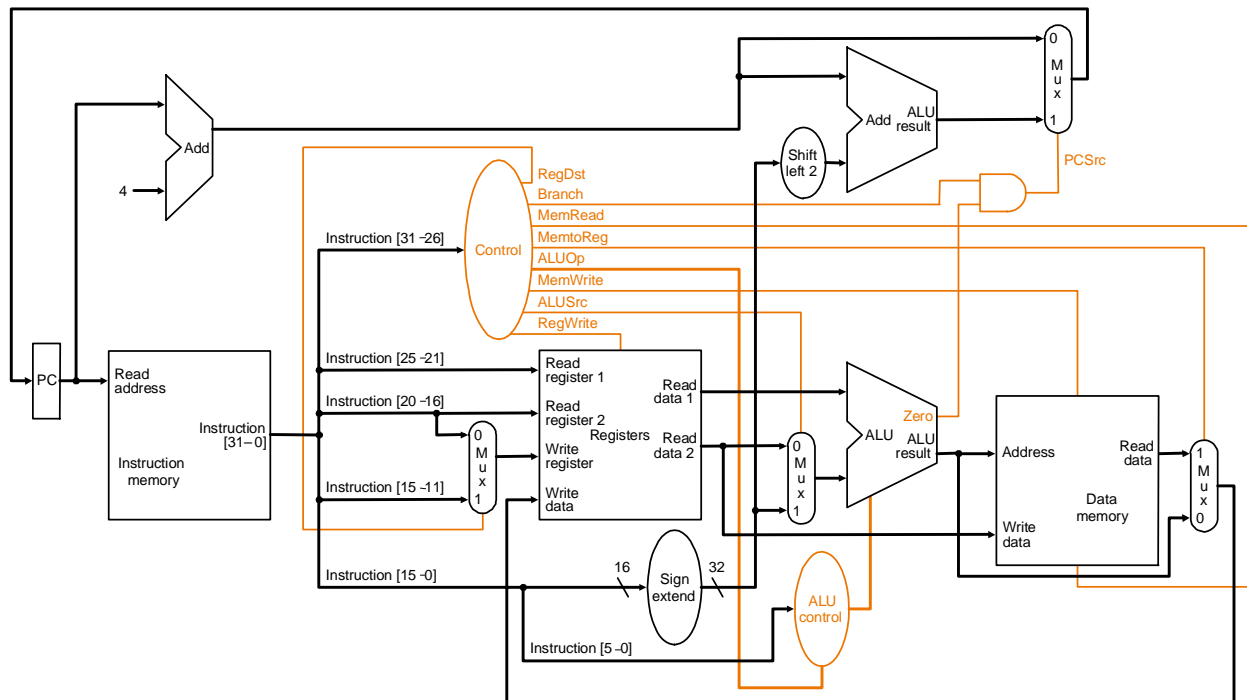 0
M
u
x
1
Add
ALU
result
Add
4
Shift
left 2
PCSrc
RegDst
Branch
MemRead
MemtoReg
ALUOp
MemWrite
ALUSrc
RegWrite
Control
Instruction [31–26]
Instruction [25–21]
Instruction [20–16]
Instruction [15–11]
Instruction [15–0]
Instruction [5–0]
PC
Read
address
Instruction
[31–0]
Instruction
memory
0
M
u
x
1
Read
register 1
Read
register 2
Write
register
Write
data
Registers
Read
data 1
Read
data 2
0
M
u
x
1
Zero
ALU
ALU
result
Address
Write
data
Read
data
Data
memory
1
M
u
x
0
16
Sign
extend
32
ALU
control